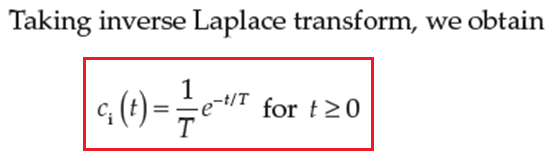 Taking inverse Laplace transform, we obtain
cᵢ(t) = 1/T e^{-t/T} for t ≥ 0